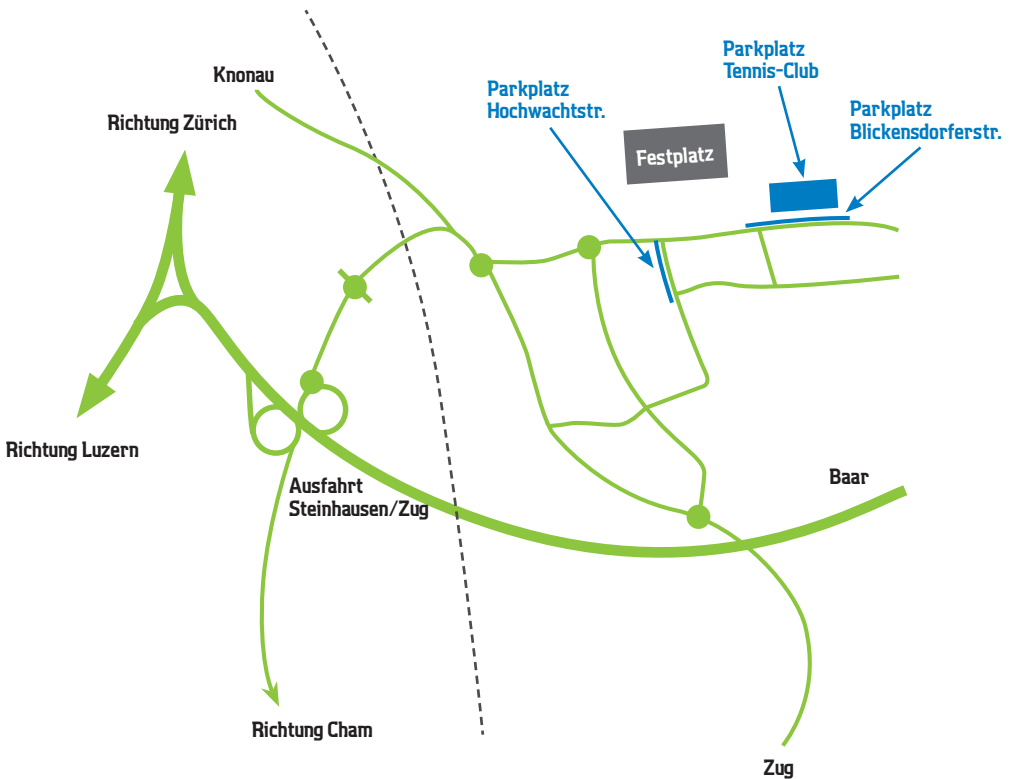 Parkplatz
Tennis-Club
Knonau
Parkplatz
Hochwachtstr.
Parkplatz
Blickensdorferstr.
Richtung Zürich
Festplatz
Richtung Luzern
Ausfahrt
Steinhausen/Zug
Baar
Richtung Cham
Zug